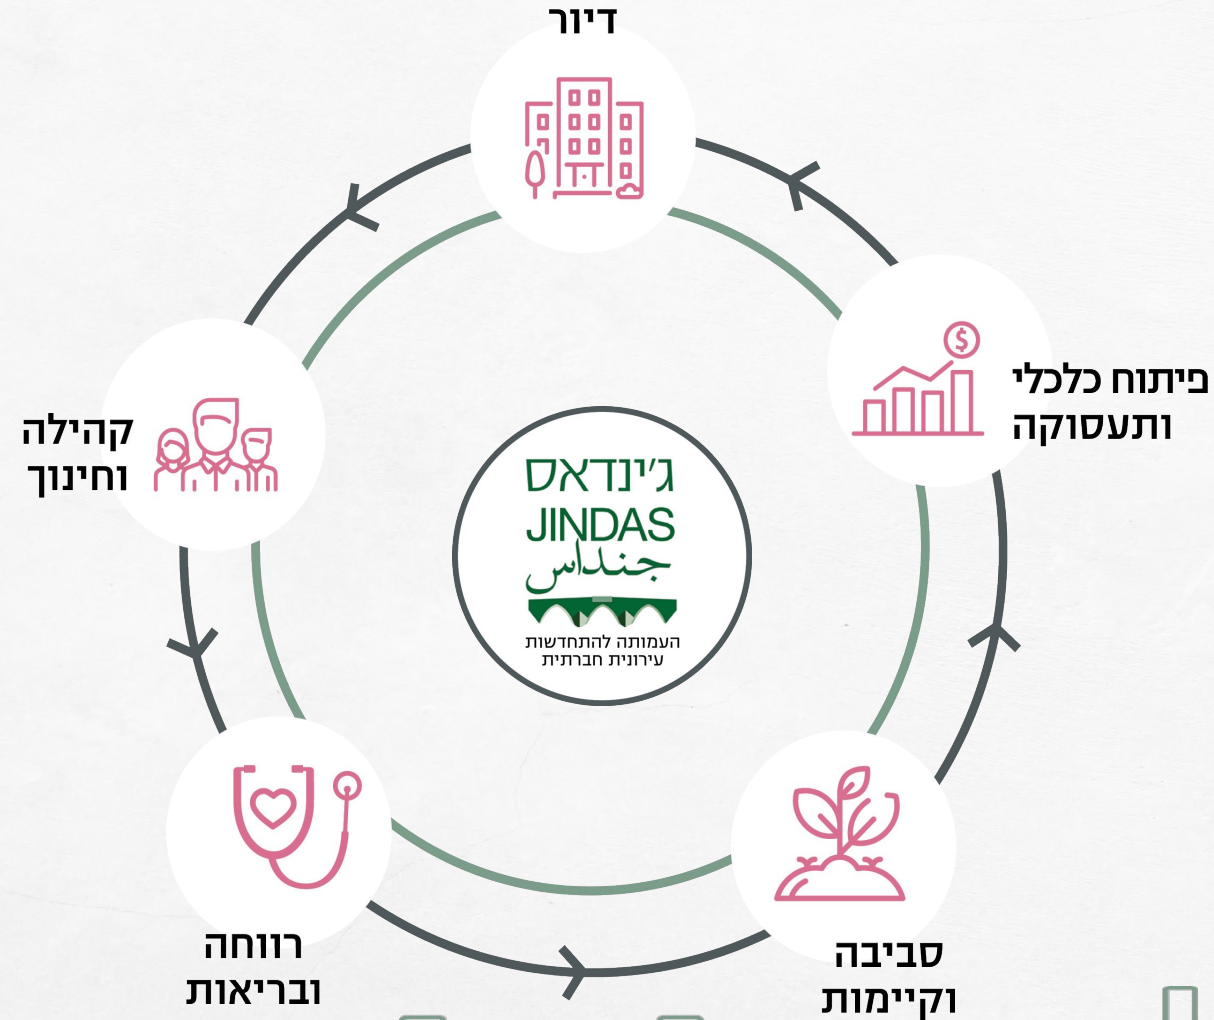 דיור
פיתוח כלכלי
ותעסוקה
קהילה
וחינוך
ג'ינדאס
JINDAS
جنداس
העמותה להתחדשות
עירונית חברתית
רווחה
ובריאות
סביבה
וקיימות
$